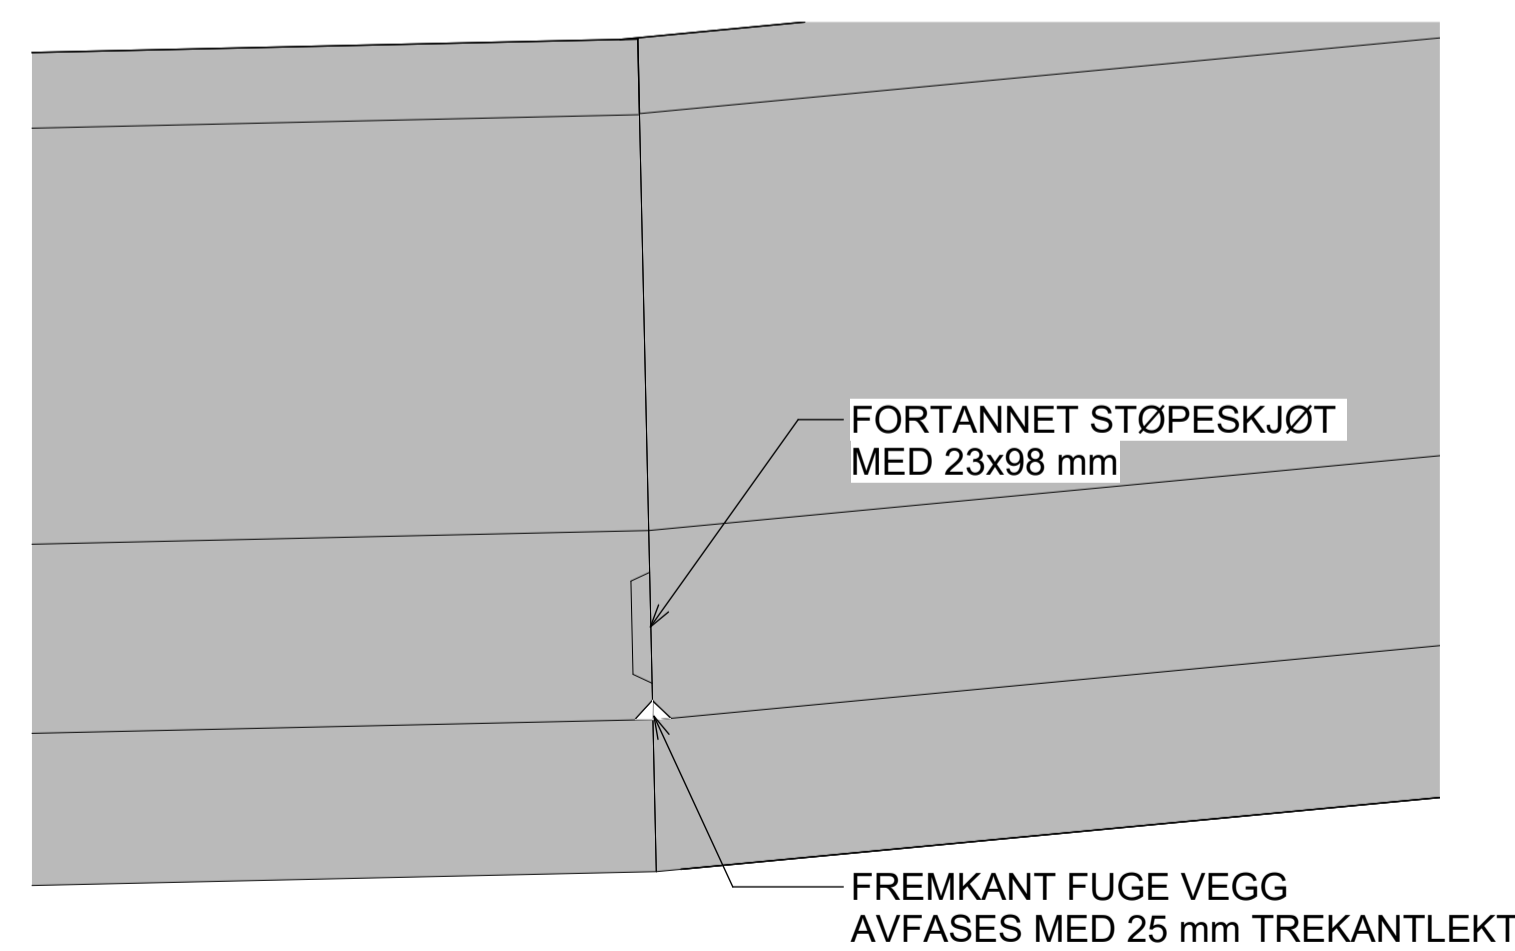 FORTANNET STØPESKJØT
MED 23x98 mm
FREMKANT FUGE VEGG
AVFASES MED 25 mm TREKANTLEKT